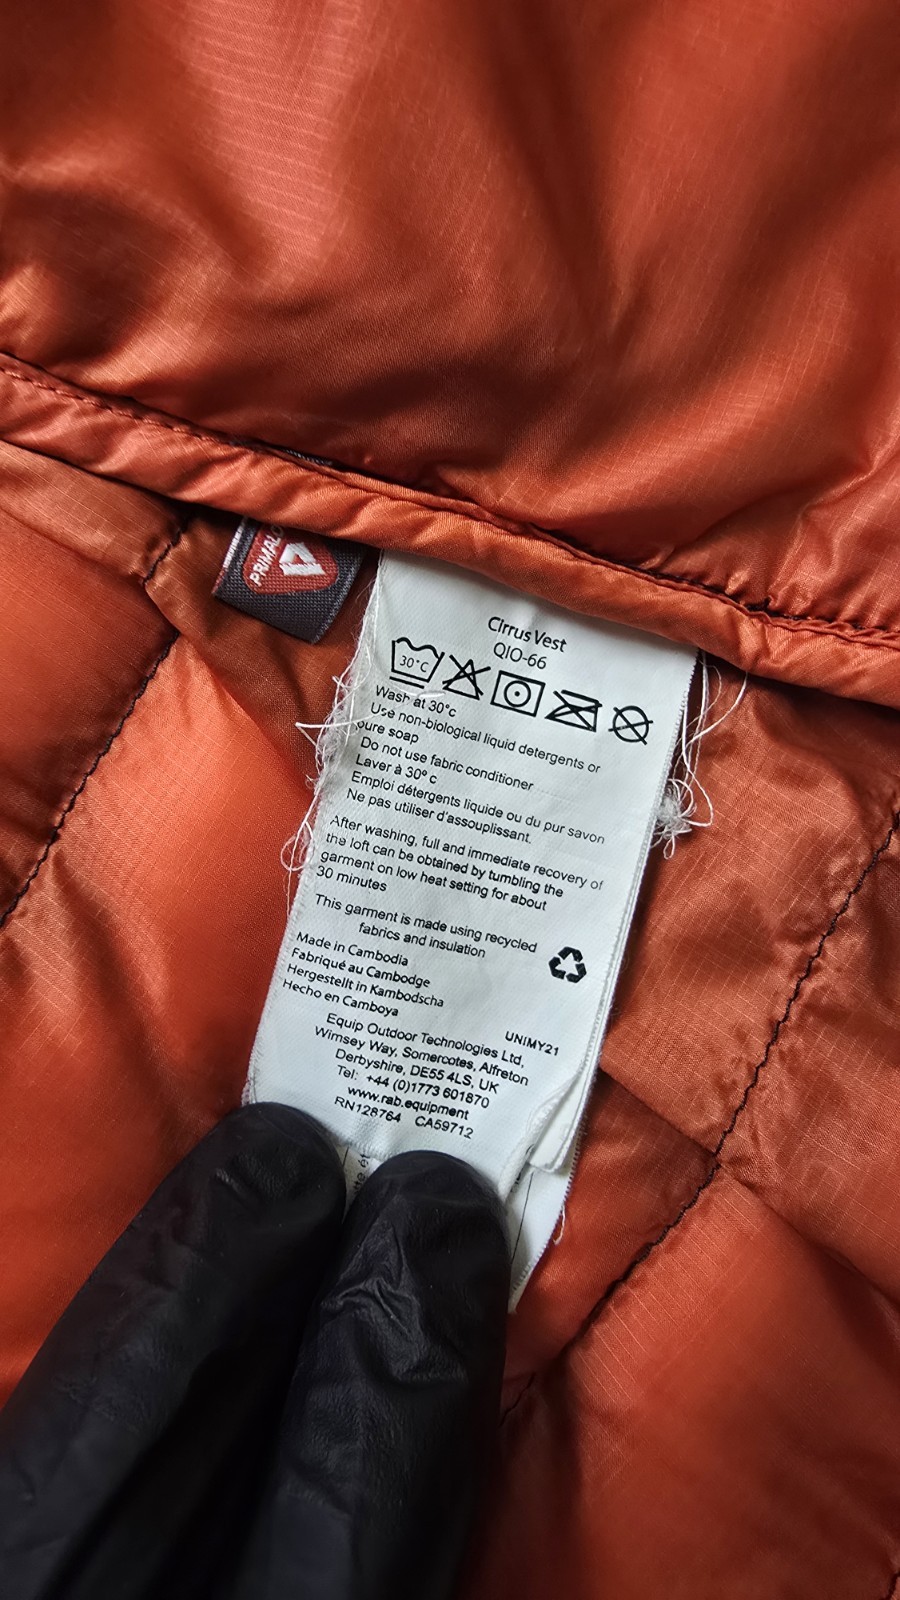 PRIMALO
Cirrus Vest
QIO-66
30°C
Wash at 30°c
Use non-biological liquid detergents or
pure soap
Do not use fabric conditioner
Laver à 30° c
Emploi détergents liquide ou du pur savon
Ne pas utiliser d'assouplissant.
After washing, full and immediate recovery of
the loft can be obtained by tumbling the
garment on low heat setting for about
30 minutes
This garment is made using recycled
fabrics and insulation
Made in Cambodia
Fabriqué au Cambodge
Hergestellt in Kambodscha
Hecho en Camboya
UNIMY21
Equip Outdoor Technologies Ltd,
Wimsey Way, Somercotes, Alfreton
Derbyshire, DE55 4LS, UK
Tel: +44 (0)1773 601870
www.rab.equipment
RN128764 CA59712